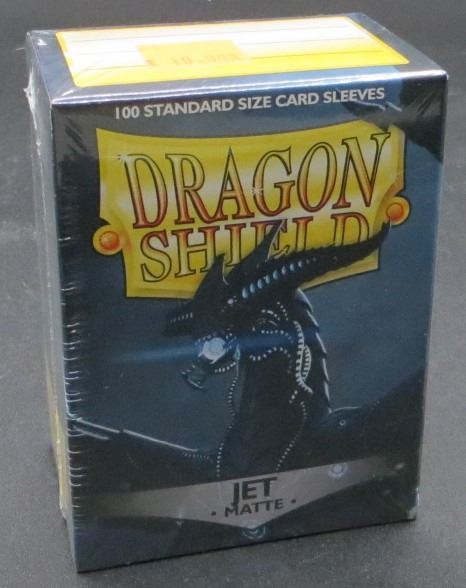 100 STANDARD SIZE CARD SLEEVES
DRAGON
SHIELD
JET
• MATTE •